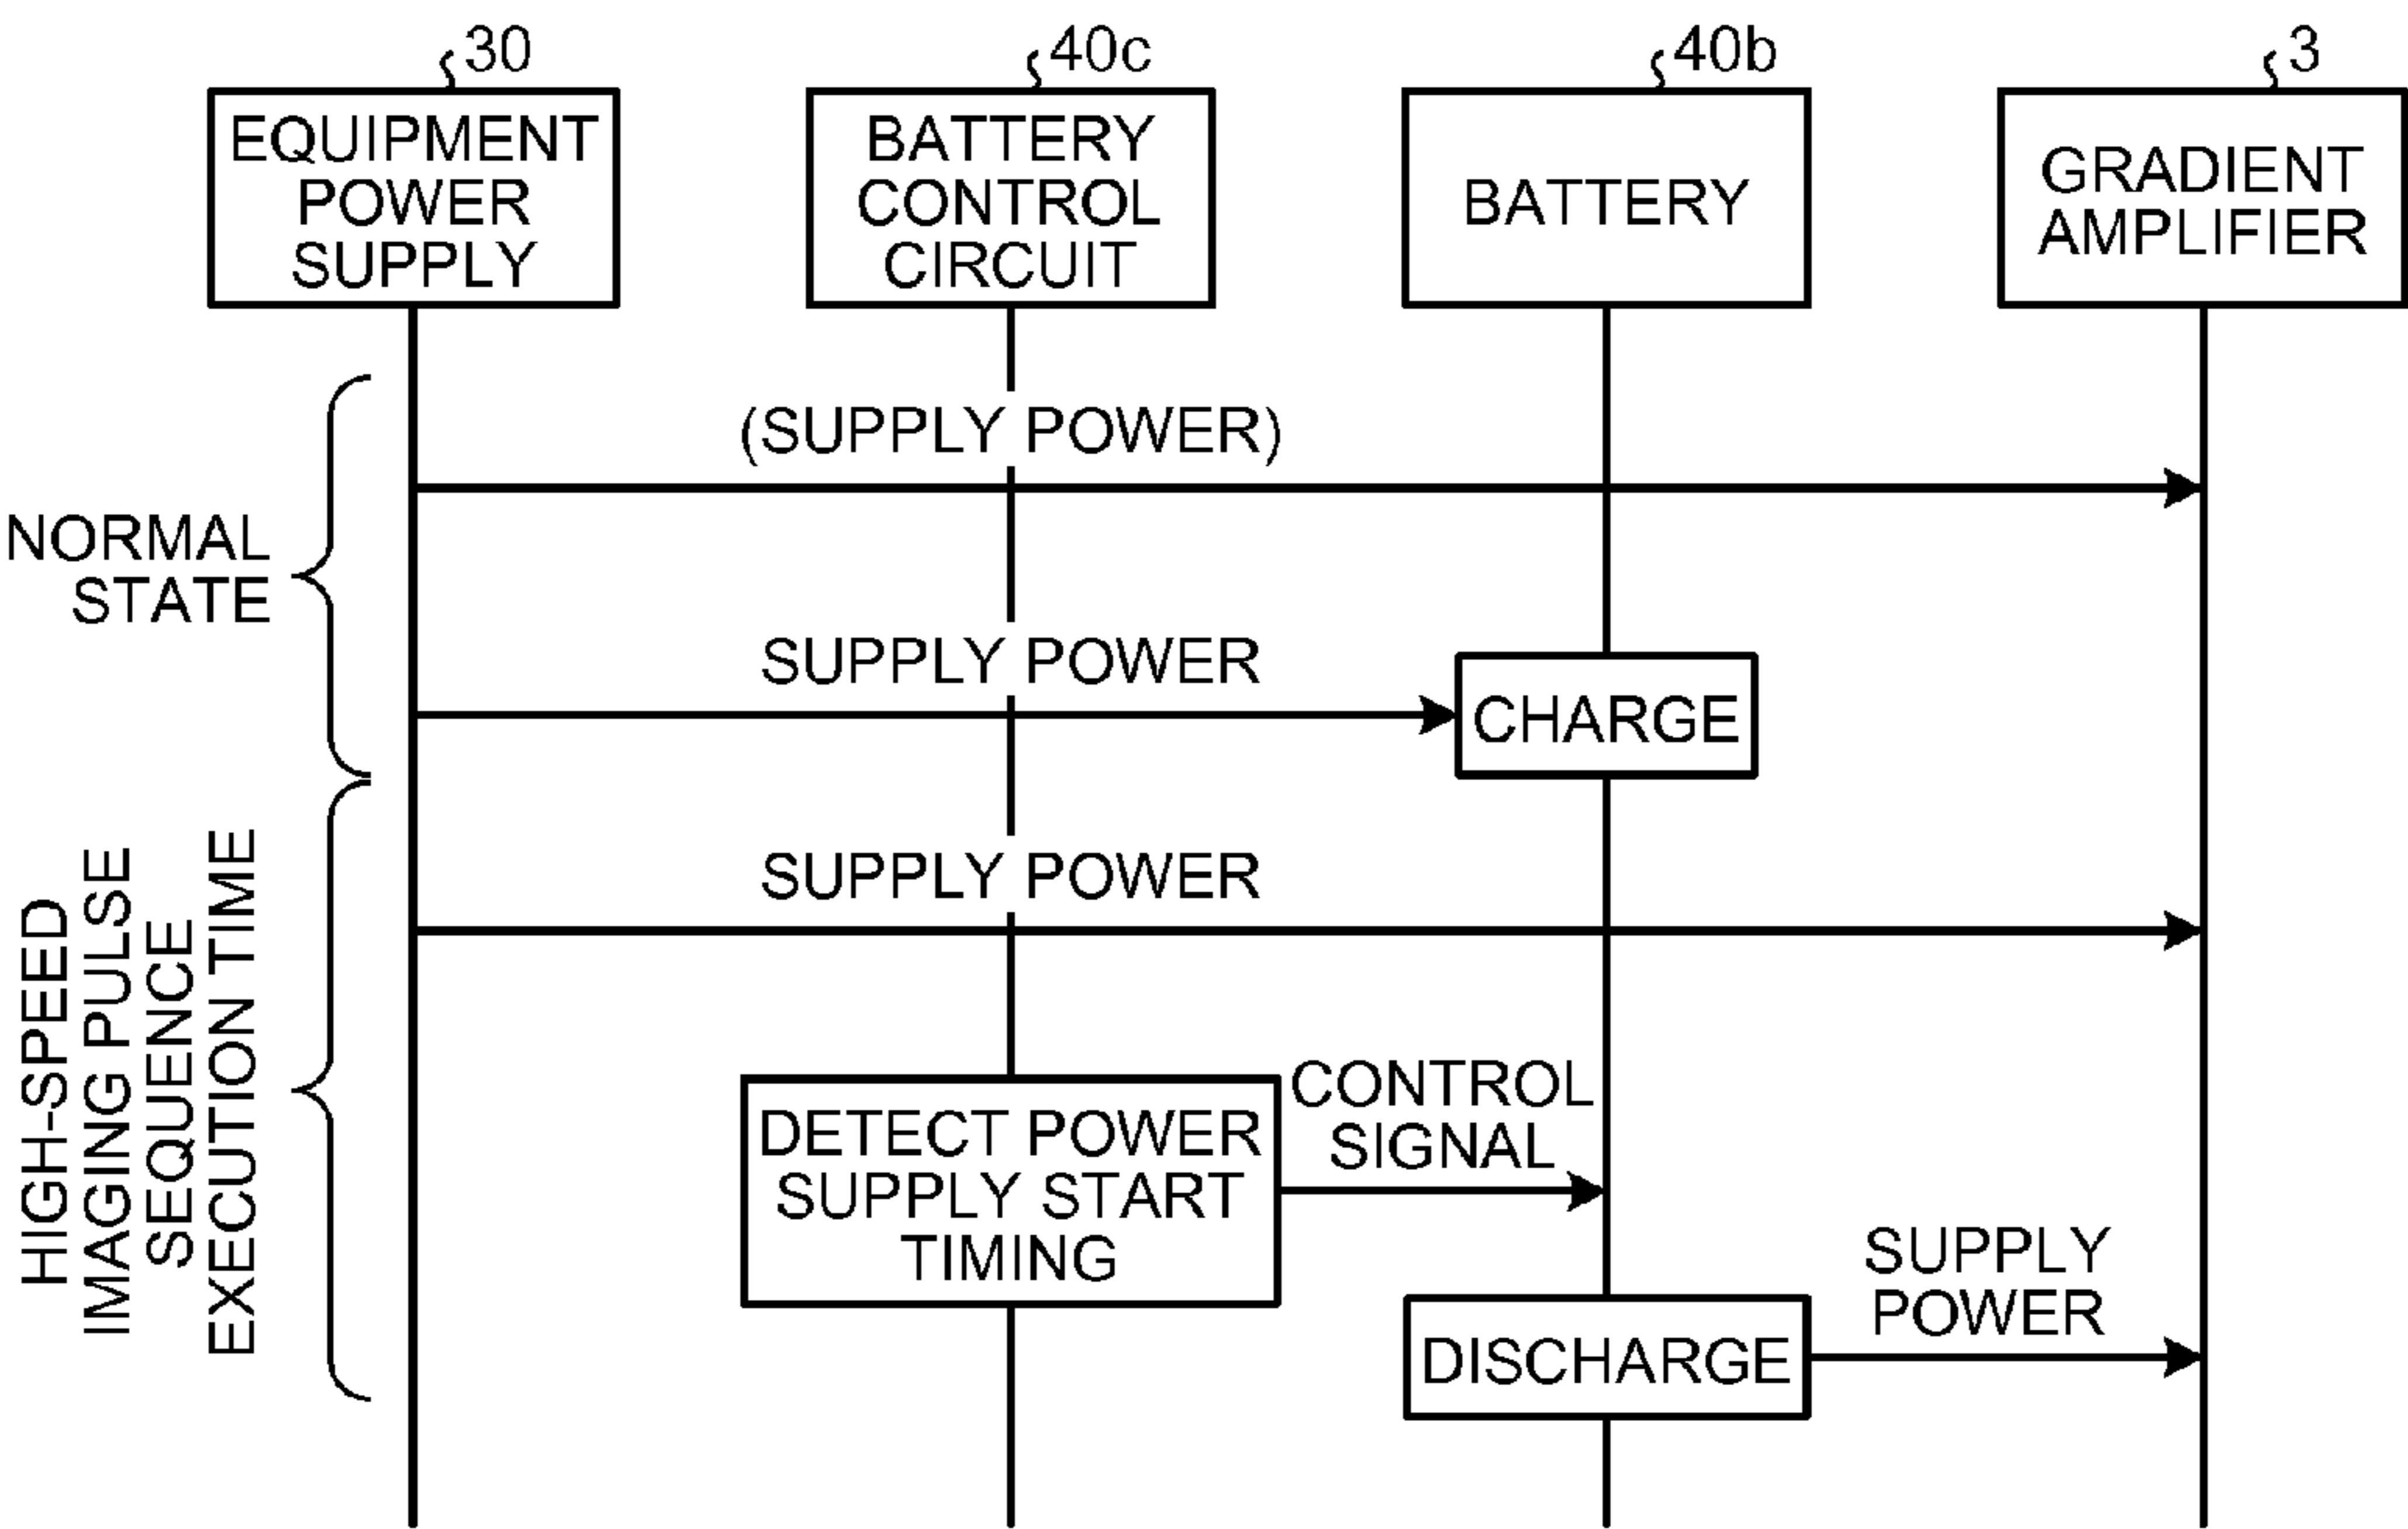 30
EQUIPMENT
POWER
SUPPLY
40c
BATTERY
CONTROL
CIRCUIT
40b
BATTERY
3
GRADIENT
AMPLIFIER
NORMAL
STATE
(SUPPLY POWER)
SUPPLY POWER
CHARGE
HIGH-SPEED
IMAGING PULSE
SEQUENCE
EXECUTION TIME
SUPPLY POWER
DETECT POWER
SUPPLY START
TIMING
CONTROL
SIGNAL
DISCHARGE
SUPPLY
POWER